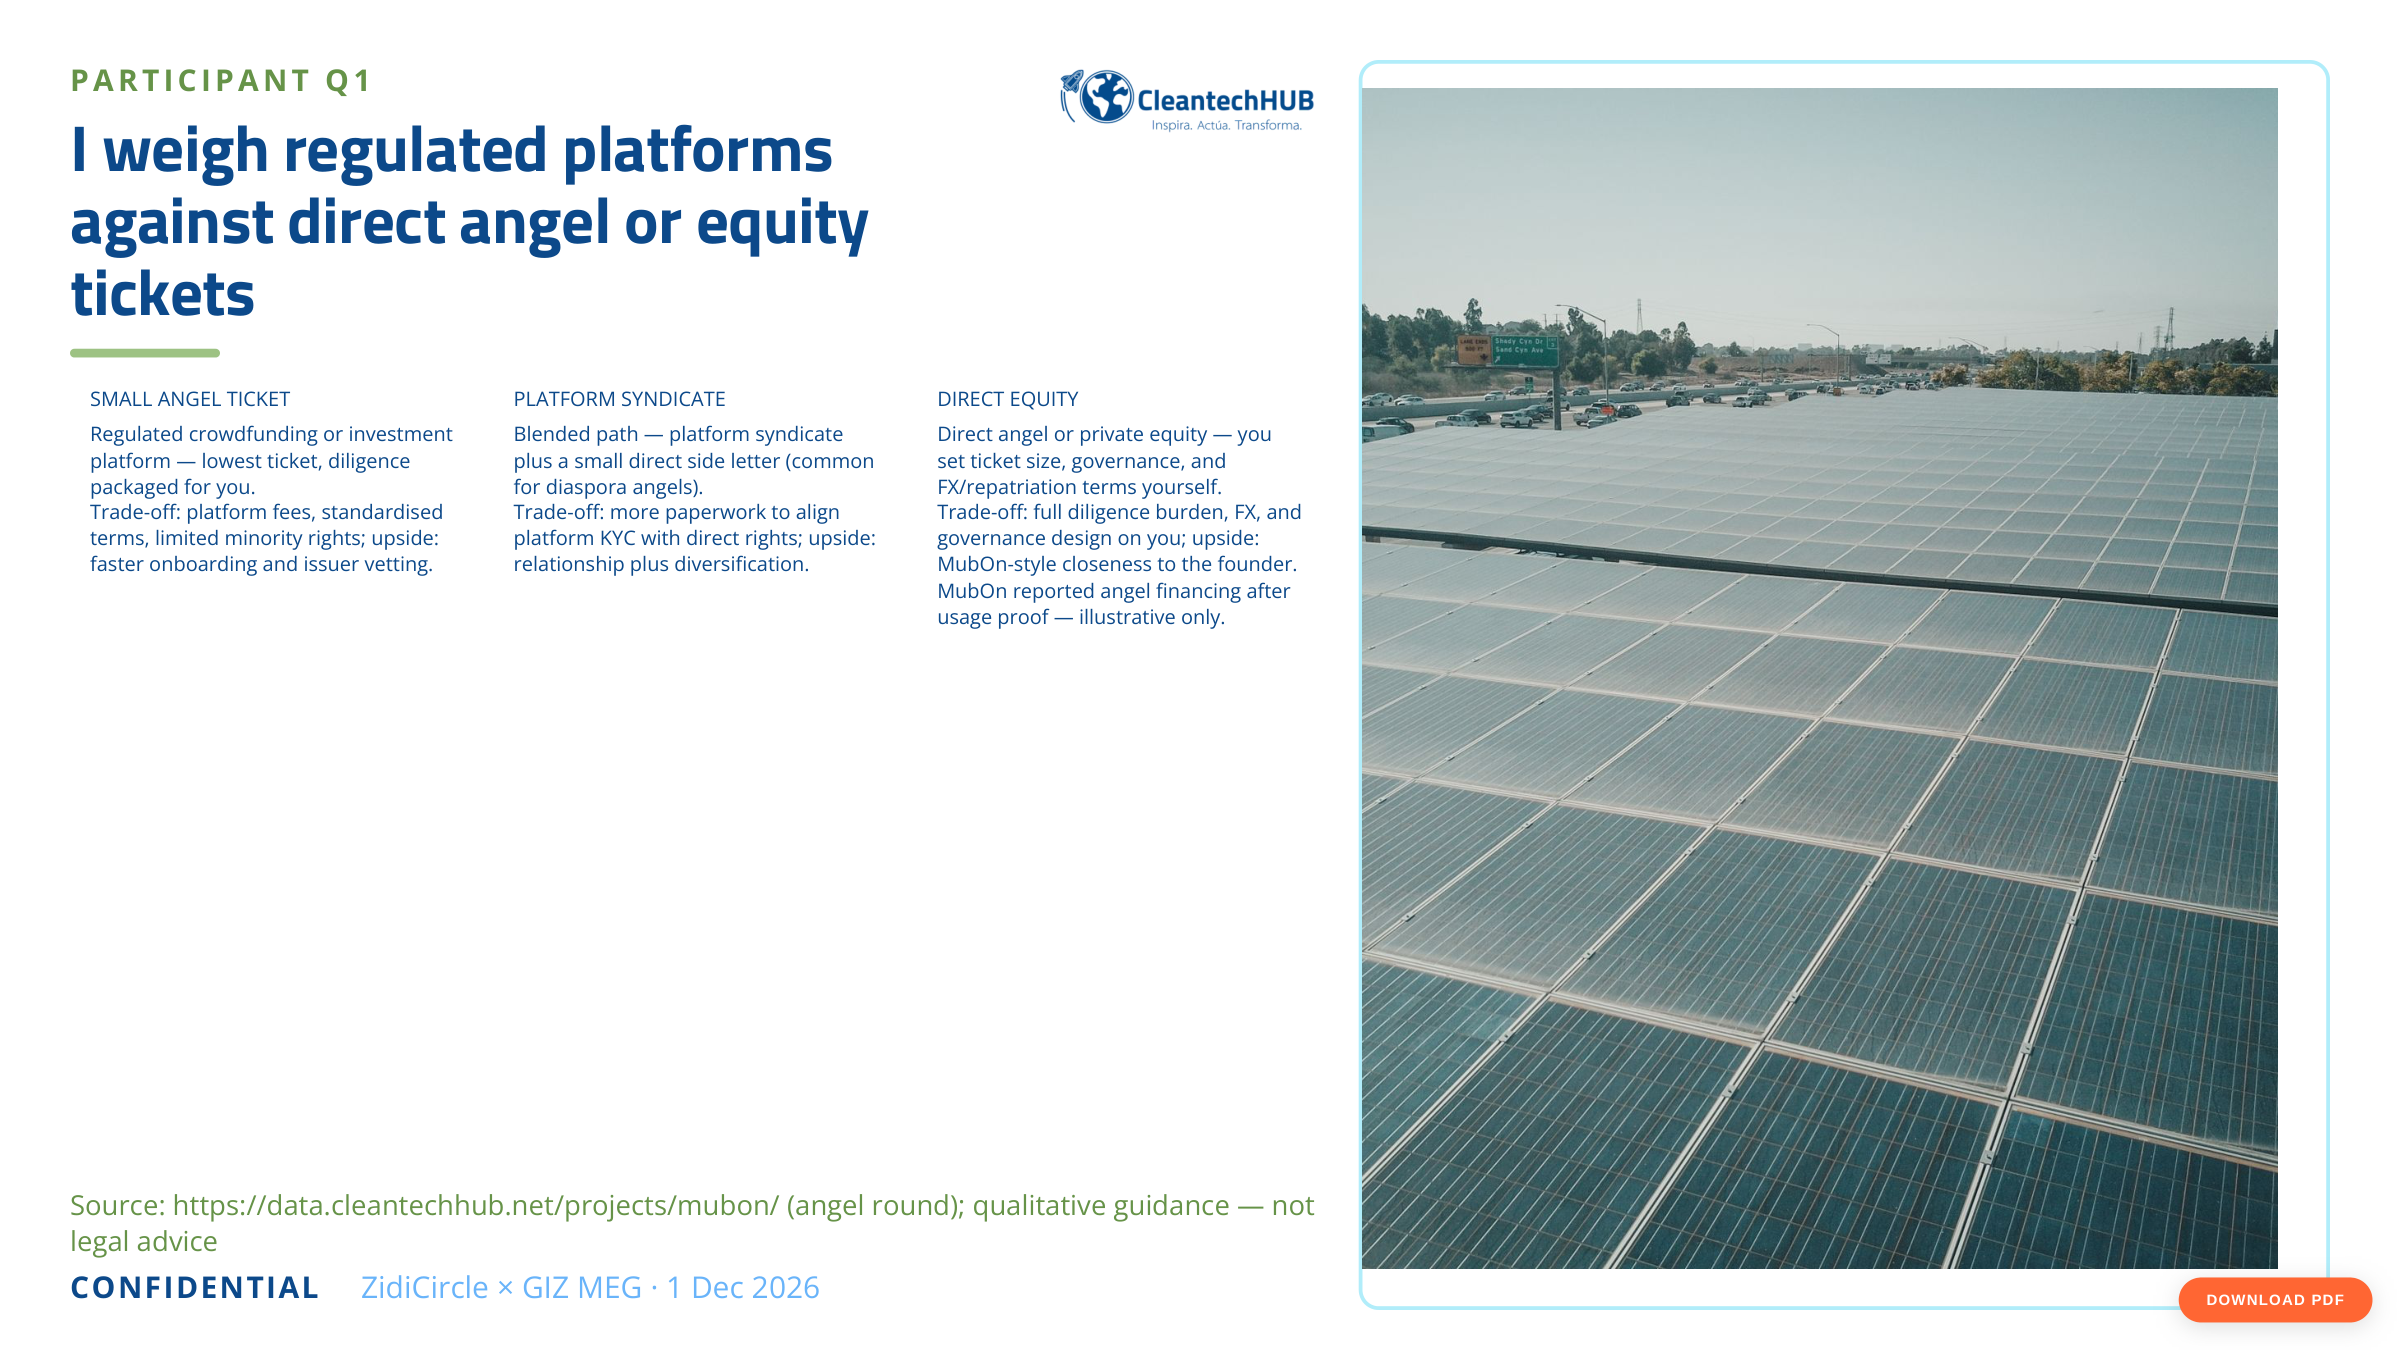 PARTICIPANT Q1
I weigh regulated platforms
against direct angel or equity
tickets
CleantechHUB
Inspira. Actúa. Transforma.
SMALL ANGEL TICKET
Regulated crowdfunding or investment
platform — lowest ticket, diligence
packaged for you.
Trade-off: platform fees, standardised
terms, limited minority rights; upside:
faster onboarding and issuer vetting.
PLATFORM SYNDICATE
Blended path — platform syndicate
plus a small direct side letter (common
for diaspora angels).
Trade-off: more paperwork to align
platform KYC with direct rights; upside:
relationship plus diversification.
DIRECT EQUITY
Direct angel or private equity — you
set ticket size, governance, and
FX/repatriation terms yourself.
Trade-off: full diligence burden, FX, and
governance design on you; upside:
MubOn-style closeness to the founder.
MubOn reported angel financing after
usage proof — illustrative only.
Shady Cyn Dr
Sand Cyn Ave
Source: https://data.cleantechhub.net/projects/mubon/ (angel round); qualitative guidance — not
legal advice
CONFIDENTIAL ZidiCircle × GIZ MEG · 1 Dec 2026
DOWNLOAD PDF